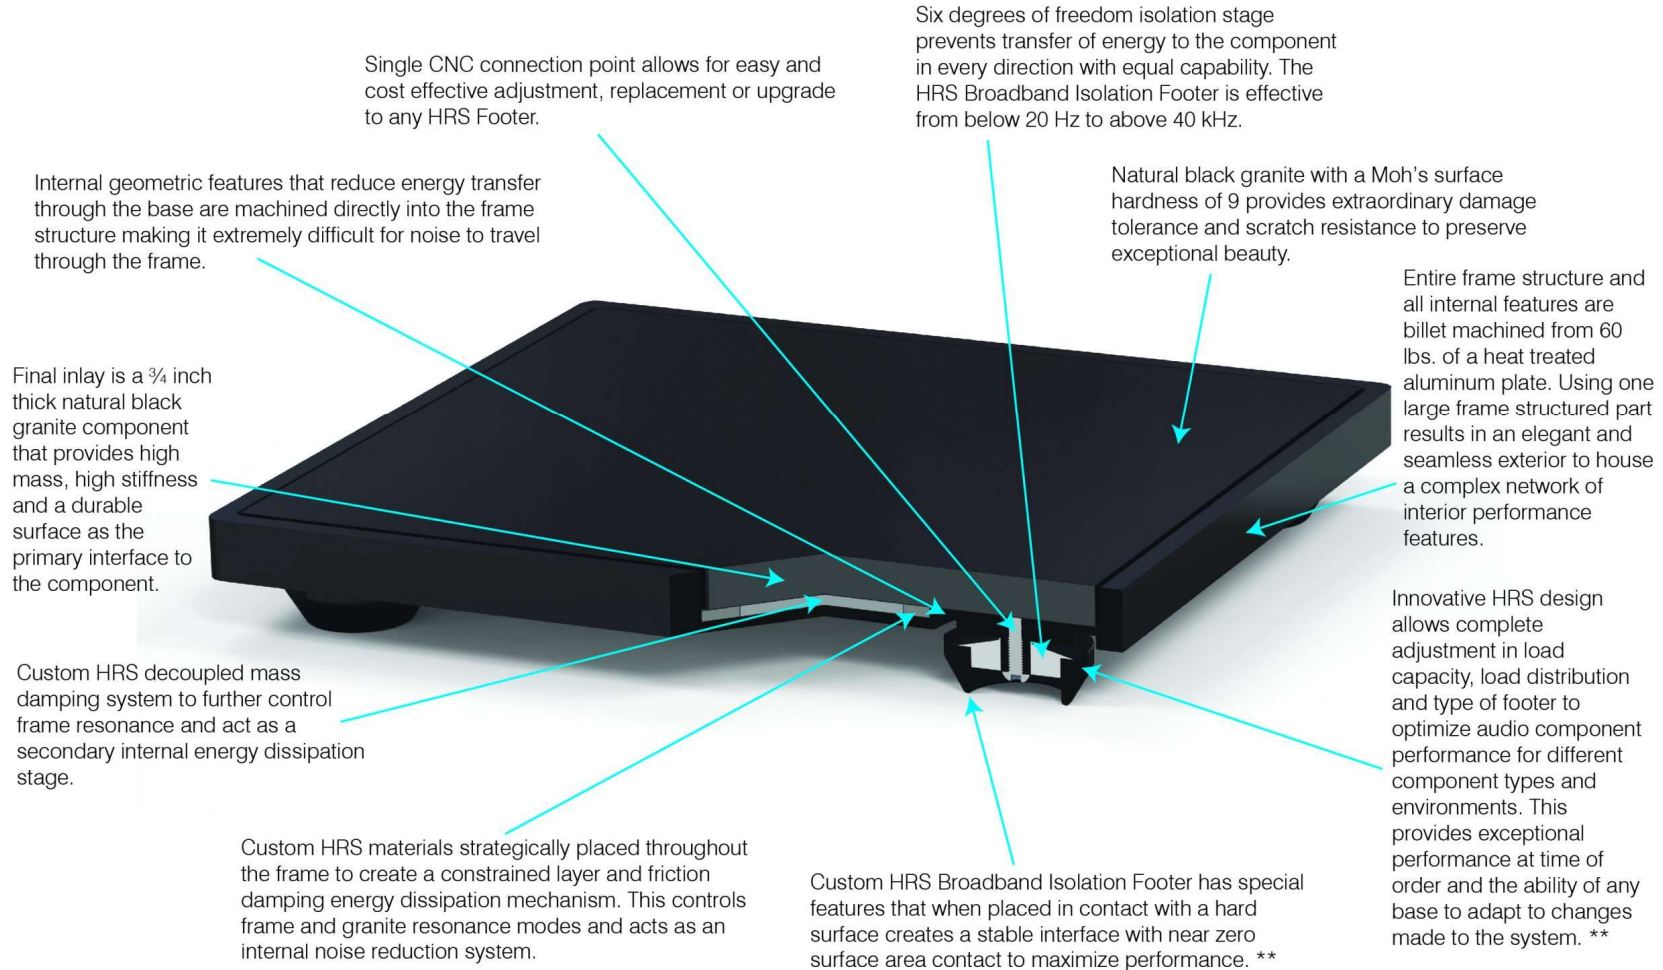 Six degrees of freedom isolation stage
prevents transfer of energy to the component
in every direction with equal capability. The
HRS Broadband Isolation Footer is effective
from below 20 Hz to above 40 kHz.
Single CNC connection point allows for easy and
cost effective adjustment, replacement or upgrade
to any HRS Footer.
Natural black granite with a Moh's surface
hardness of 9 provides extraordinary damage
tolerance and scratch resistance to preserve
exceptional beauty.
Internal geometric features that reduce energy transfer
through the base are machined directly into the frame
structure making it extremely difficult for noise to travel
through the frame.
Entire frame structure and
all internal features are
billet machined from 60
lbs. of a heat treated
aluminum plate. Using one
large frame structured part
results in an elegant and
seamless exterior to house
a complex network of
interior performance
features.
Final inlay is a ¾ inch
thick natural black
granite component
that provides high
mass, high stiffness
and a durable
surface as the
primary interface to
the component.
Innovative HRS design
allows complete
adjustment in load
capacity, load distribution
and type of footer to
optimize audio component
performance for different
component types and
environments. This
provides exceptional
performance at time of
order and the ability of any
base to adapt to changes
made to the system. **
Custom HRS decoupled mass
damping system to further control
frame resonance and act as a
secondary internal energy dissipation
stage.
Custom HRS materials strategically placed throughout
the frame to create a constrained layer and friction
damping energy dissipation mechanism. This controls
frame and granite resonance modes and acts as an
internal noise reduction system.
Custom HRS Broadband Isolation Footer has special
features that when placed in contact with a hard
surface creates a stable interface with near zero
surface area contact to maximize performance. **